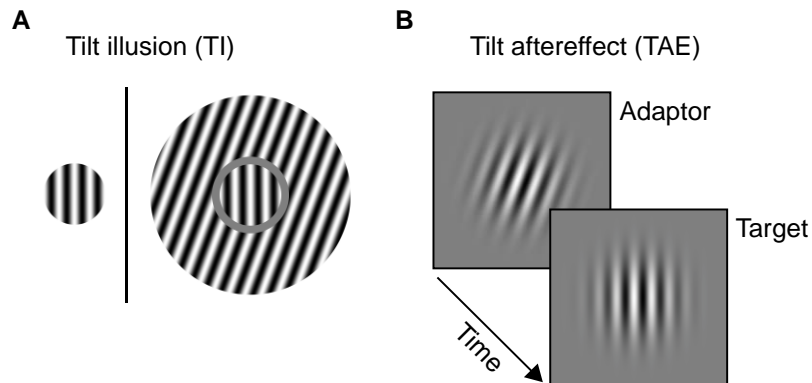 A
Tilt illusion (TI)
B
Tilt aftereffect (TAE)
Adaptor
Target
Time